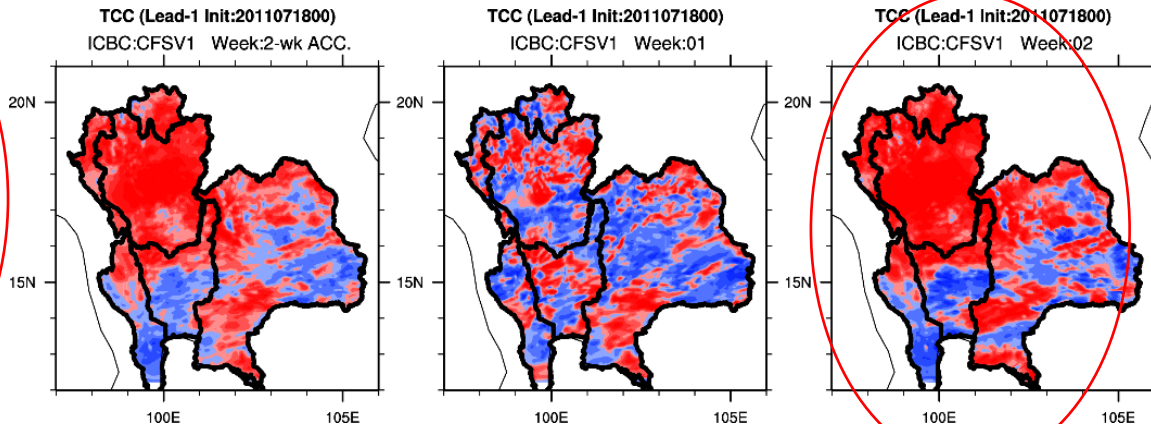 TCC (Lead-1 Init:2011071800)
ICBC:CFSV1 Week:2-wk ACC.
20N
15N
100E 105E
TCC (Lead-1 Init:2011071800)
ICBC:CFSV1 Week:01
20N
15N
100E 105E
TCC (Lead-1 Init:2011071800)
ICBC:CFSV1 Week:02
20N
15N
100E 105E